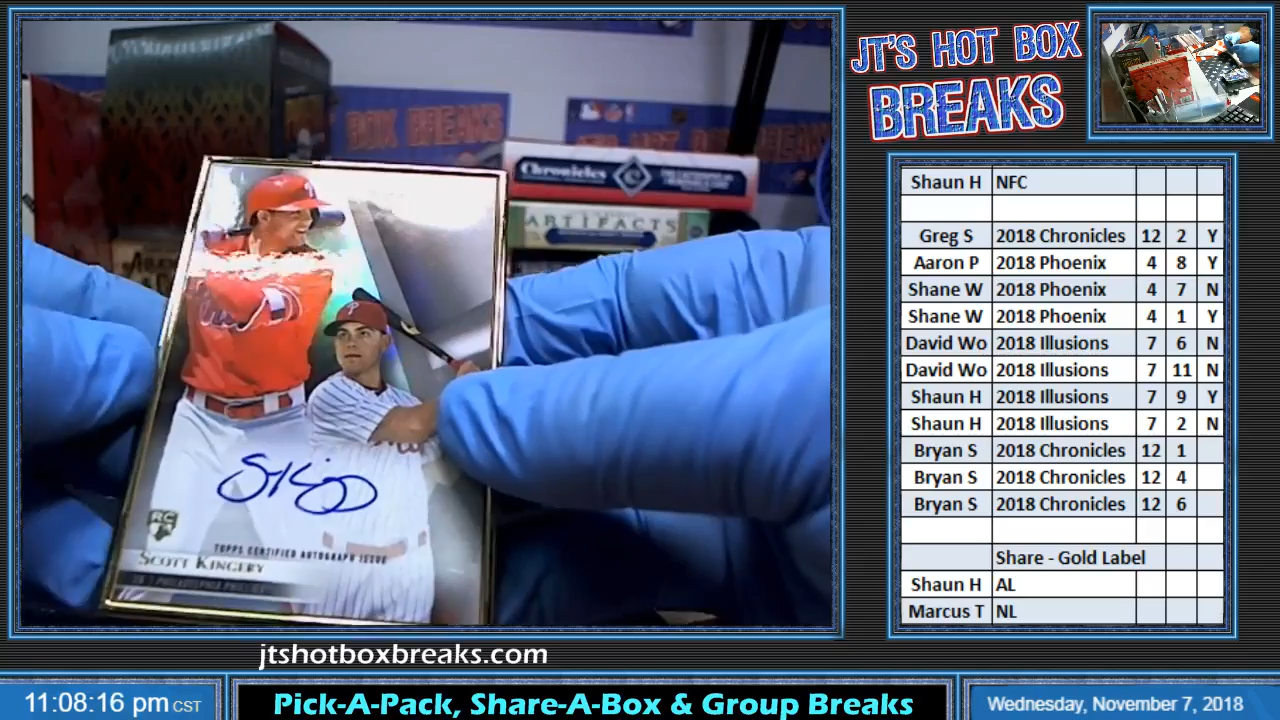 BOX BREAKS
Chronicles
ARTIFACTS
RC
TOPPS CERTIFIED AUTOGRAPH ISSUE
SCOTT KINGERY
JT'S HOT BOX
BREAKS
Shaun H NFC
Greg S 2018 Chronicles 12 2 Y
Aaron P 2018 Phoenix 4 8 Y
Shane W 2018 Phoenix 4 7 N
Shane W 2018 Phoenix 4 1 Y
David Wo 2018 Illusions 7 6 N
David Wo 2018 Illusions 7 11 N
Shaun H 2018 Illusions 7 9 Y
Shaun H 2018 Illusions 7 2 N
Bryan S 2018 Chronicles 12 1
Bryan S 2018 Chronicles 12 4
Bryan S 2018 Chronicles 12 6
Share - Gold Label
Shaun H AL
Marcus T NL
jtshotboxbreaks.com
11:08:16 pm CST
Pick-A-Pack, Share-A-Box & Group Breaks
Wednesday, November 7, 2018